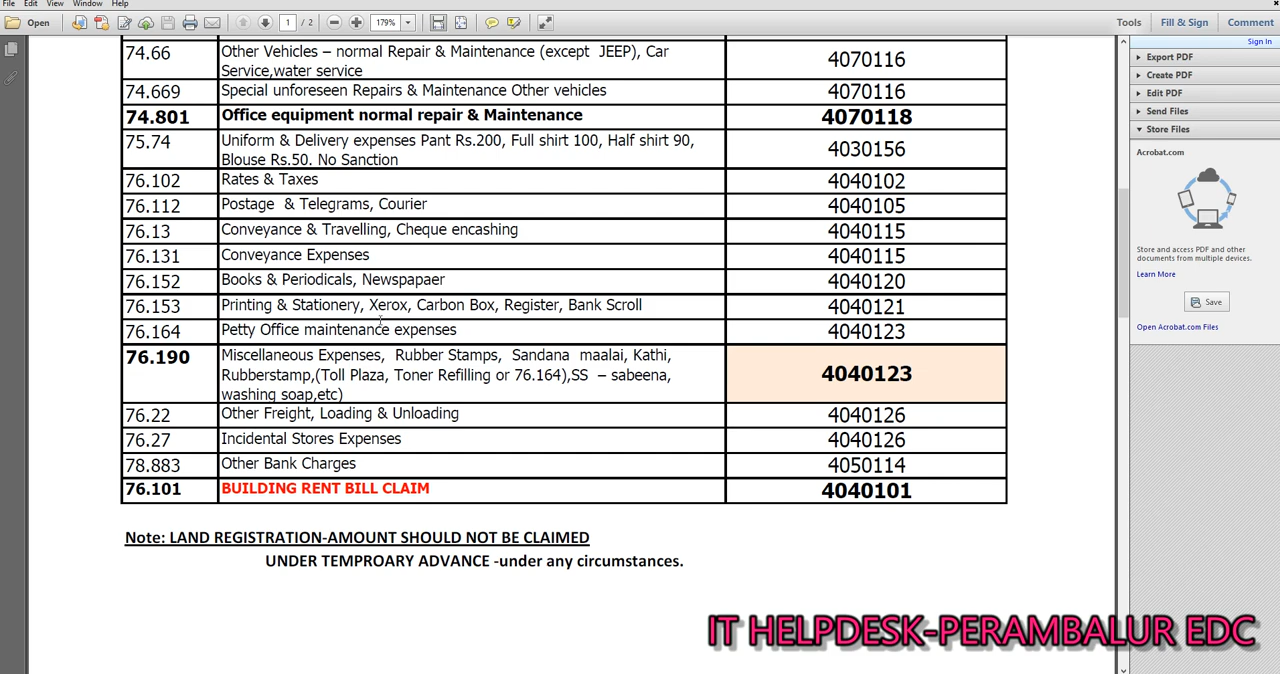 File Edit View Window Help
Open 1 / 2 179% Tools Fill & Sign Comment
Sign In
74.66 Other Vehicles – normal Repair & Maintenance (except JEEP), Car 4070116
Service,water service
74.669 Special unforeseen Repairs & Maintenance Other vehicles 4070116
74.801 Office equipment normal repair & Maintenance 4070118
75.74 Uniform & Delivery expenses Pant Rs.200, Full shirt 100, Half shirt 90, 4030156
Blouse Rs.50. No Sanction
76.102 Rates & Taxes 4040102
76.112 Postage & Telegrams, Courier 4040105
76.13 Conveyance & Travelling, Cheque encashing 4040115
76.131 Conveyance Expenses 4040115
76.152 Books & Periodicals, Newspapaer 4040120
76.153 Printing & Stationery, Xerox, Carbon Box, Register, Bank Scroll 4040121
76.164 Petty Office maintenance expenses 4040123
76.190 Miscellaneous Expenses, Rubber Stamps, Sandana maalai, Kathi, 4040123
Rubberstamp,(Toll Plaza, Toner Refilling or 76.164),SS – sabeena,
washing soap,etc)
76.22 Other Freight, Loading & Unloading 4040126
76.27 Incidental Stores Expenses 4040126
78.883 Other Bank Charges 4050114
76.101 BUILDING RENT BILL CLAIM 4040101
Note: LAND REGISTRATION-AMOUNT SHOULD NOT BE CLAIMED
UNDER TEMPROARY ADVANCE -under any circumstances.
Export PDF
Create PDF
Edit PDF
Send Files
Store Files
Acrobat.com
Store and access PDF and other
documents from multiple devices.
Learn More
Save
Open Acrobat.com Files
IT HELPDESK-PERAMBALUR EDC